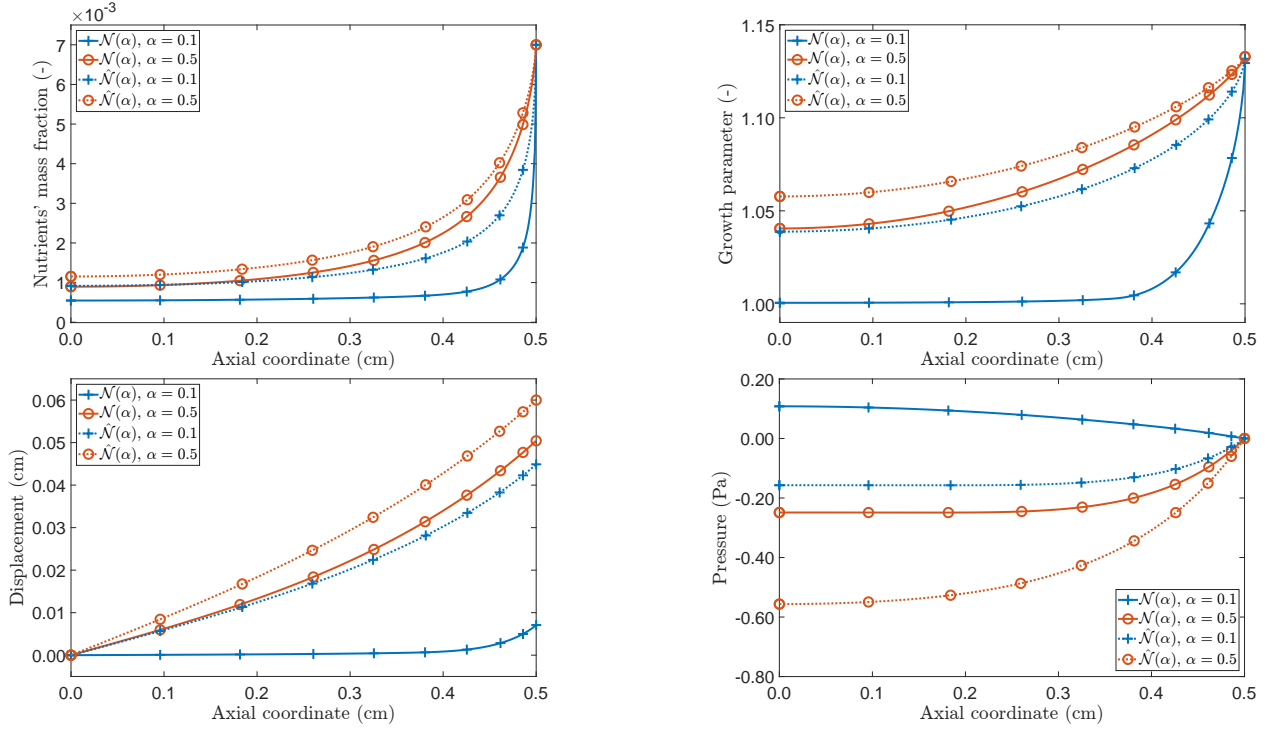 ×10⁻³
7
6
5
4
3
2
1
0
0.0 0.1 0.2 0.3 0.4 0.5
Nutrients' mass fraction (-)
Axial coordinate (cm)
𝒩(α), α = 0.1
𝒩(α), α = 0.5
𝒩̂(α), α = 0.1
𝒩̂(α), α = 0.5
1.15
1.10
1.05
1.00
0.0 0.1 0.2 0.3 0.4 0.5
Growth parameter (-)
Axial coordinate (cm)
𝒩(α), α = 0.1
𝒩(α), α = 0.5
𝒩̂(α), α = 0.1
𝒩̂(α), α = 0.5
0.06
0.05
0.04
0.03
0.02
0.01
0.00
0.0 0.1 0.2 0.3 0.4 0.5
Displacement (cm)
Axial coordinate (cm)
𝒩(α), α = 0.1
𝒩(α), α = 0.5
𝒩̂(α), α = 0.1
𝒩̂(α), α = 0.5
0.20
0.00
-0.20
-0.40
-0.60
-0.80
0.0 0.1 0.2 0.3 0.4 0.5
Pressure (Pa)
Axial coordinate (cm)
𝒩(α), α = 0.1
𝒩(α), α = 0.5
𝒩̂(α), α = 0.1
𝒩̂(α), α = 0.5